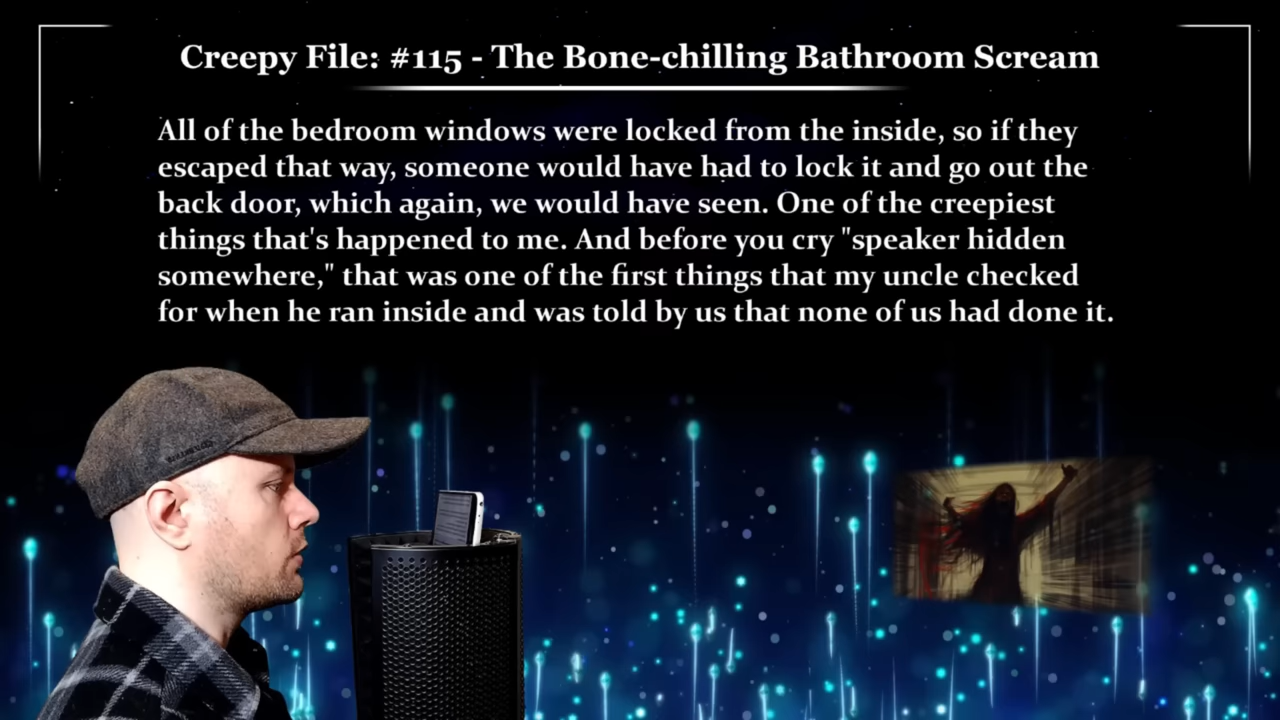 Creepy File: #115 - The Bone-chilling Bathroom Scream
All of the bedroom windows were locked from the inside, so if they
escaped that way, someone would have had to lock it and go out the
back door, which again, we would have seen. One of the creepiest
things that's happened to me. And before you cry "speaker hidden
somewhere," that was one of the first things that my uncle checked
for when he ran inside and was told by us that none of us had done it.